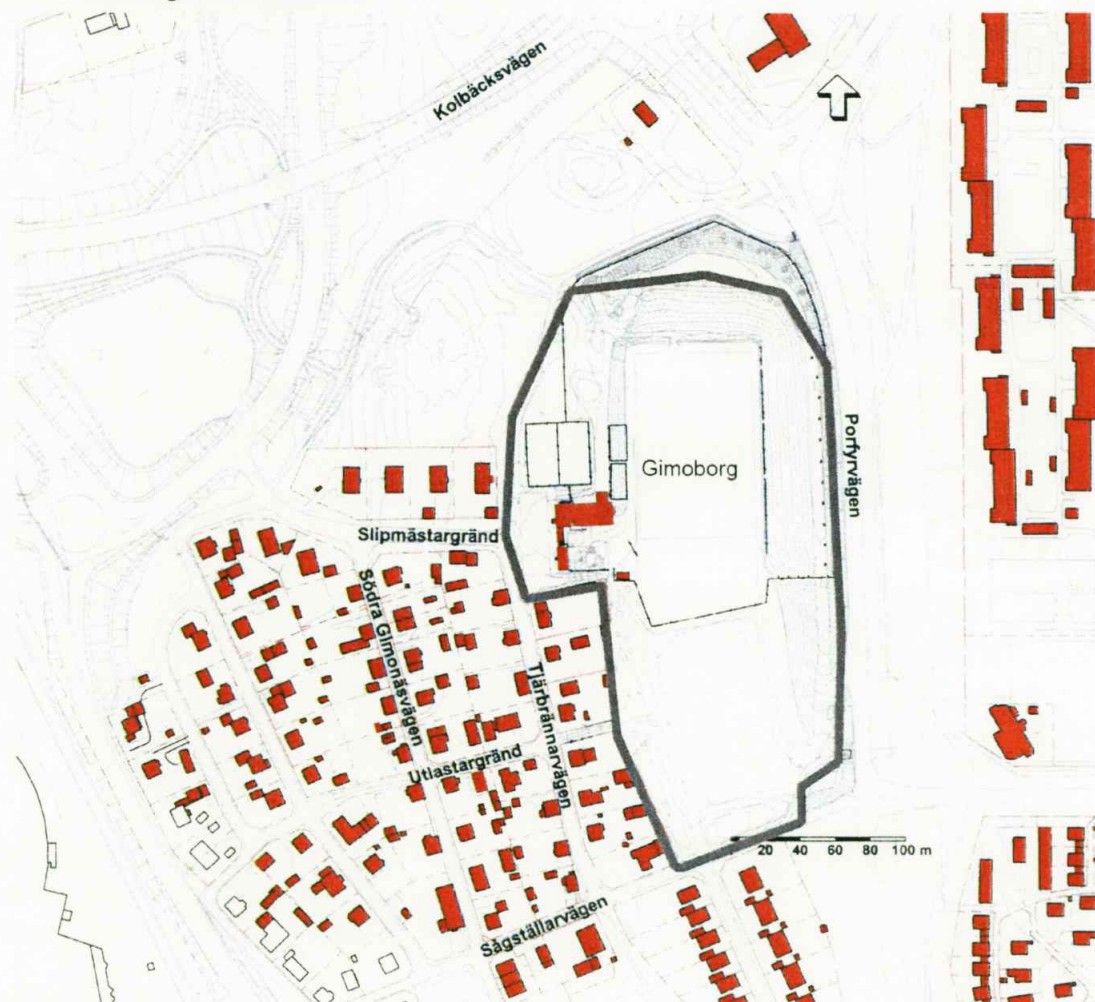 Kolbäcksvägen
Porfyrvägen
Gimoborg
Slipmästargränd
Södra Gimonäsvägen
Tjärbrännarvägen
Utlastargränd
20 40 60 80 100 m
Sågställarvägen